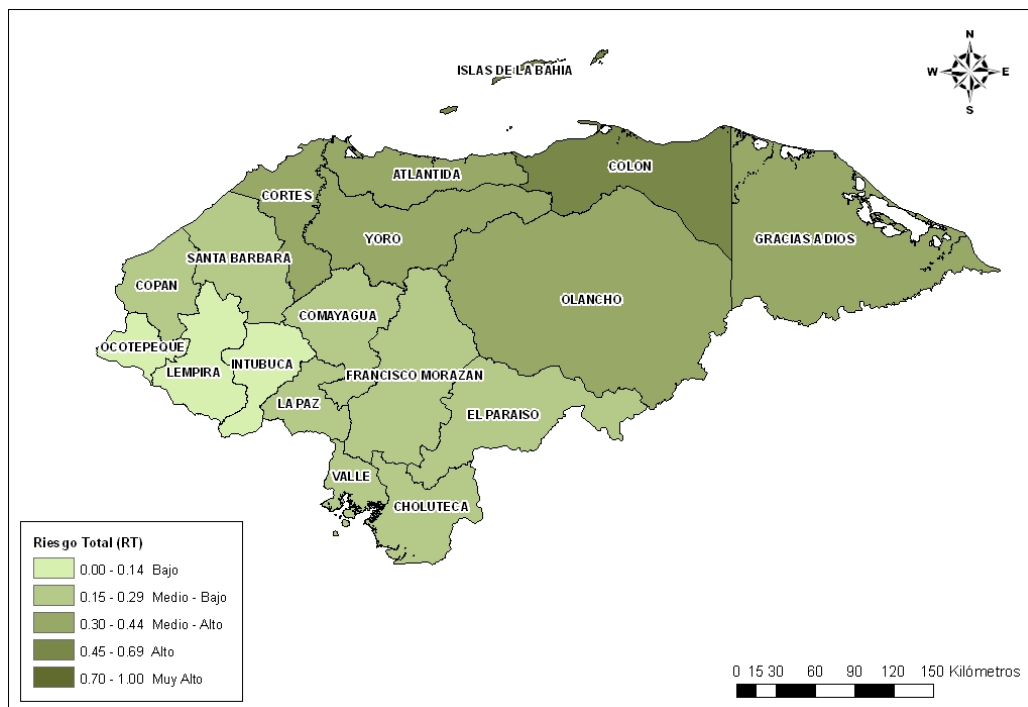 N
W E
S
ISLAS DE LA BAHIA
ATLANTIDA
COLON
CORTES
YORO
GRACIAS A DIOS
SANTA BARBARA
COPAN
OLANCHO
COMAYAGUA
OCOTEPEQUE
INTUBUCA
LEMPIRA
FRANCISCO MORAZAN
LA PAZ
EL PARAISO
VALLE
CHOLUTECA
Riesgo Total (RT)
0.00 - 0.14 Bajo
0.15 - 0.29 Medio - Bajo
0.30 - 0.44 Medio - Alto
0.45 - 0.69 Alto
0.70 - 1.00 Muy Alto
0 15 30 60 90 120 150 Kilómetros